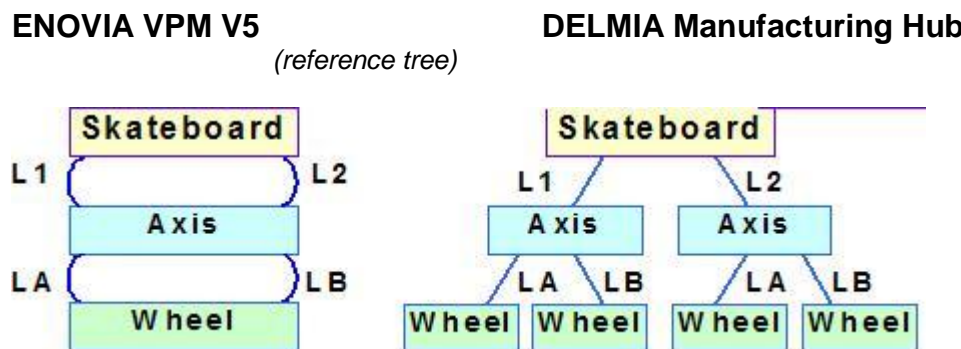 ENOVIA VPM V5 DELMIA Manufacturing Hub
(reference tree)
Skateboard Skateboard
L1 L2 L1 L2
Axis Axis Axis
LA LB LA LB LA LB
Wheel Wheel Wheel Wheel Wheel